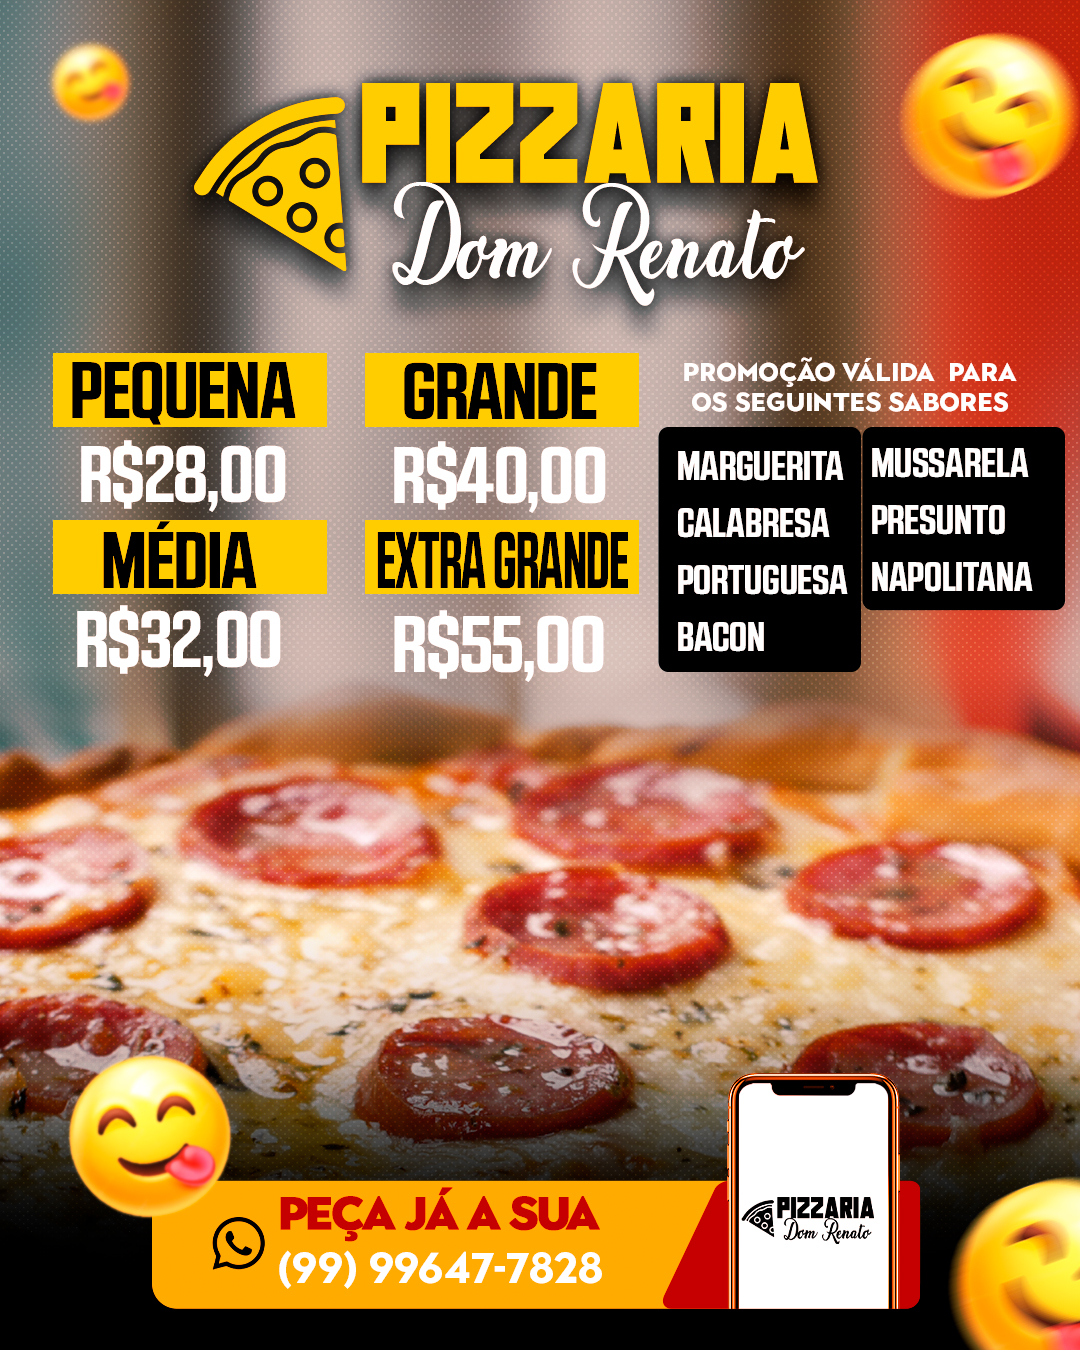 PIZZARIA
Dom Renato
PEQUENA
R$28,00
MÉDIA
R$32,00
GRANDE
R$40,00
EXTRA GRANDE
R$55,00
PROMOÇÃO VÁLIDA PARA
OS SEGUINTES SABORES
MARGUERITA
CALABRESA
PORTUGUESA
BACON
MUSSARELA
PRESUNTO
NAPOLITANA
PEÇA JÁ A SUA
(99) 99647-7828
PIZZARIA
Dom Renato